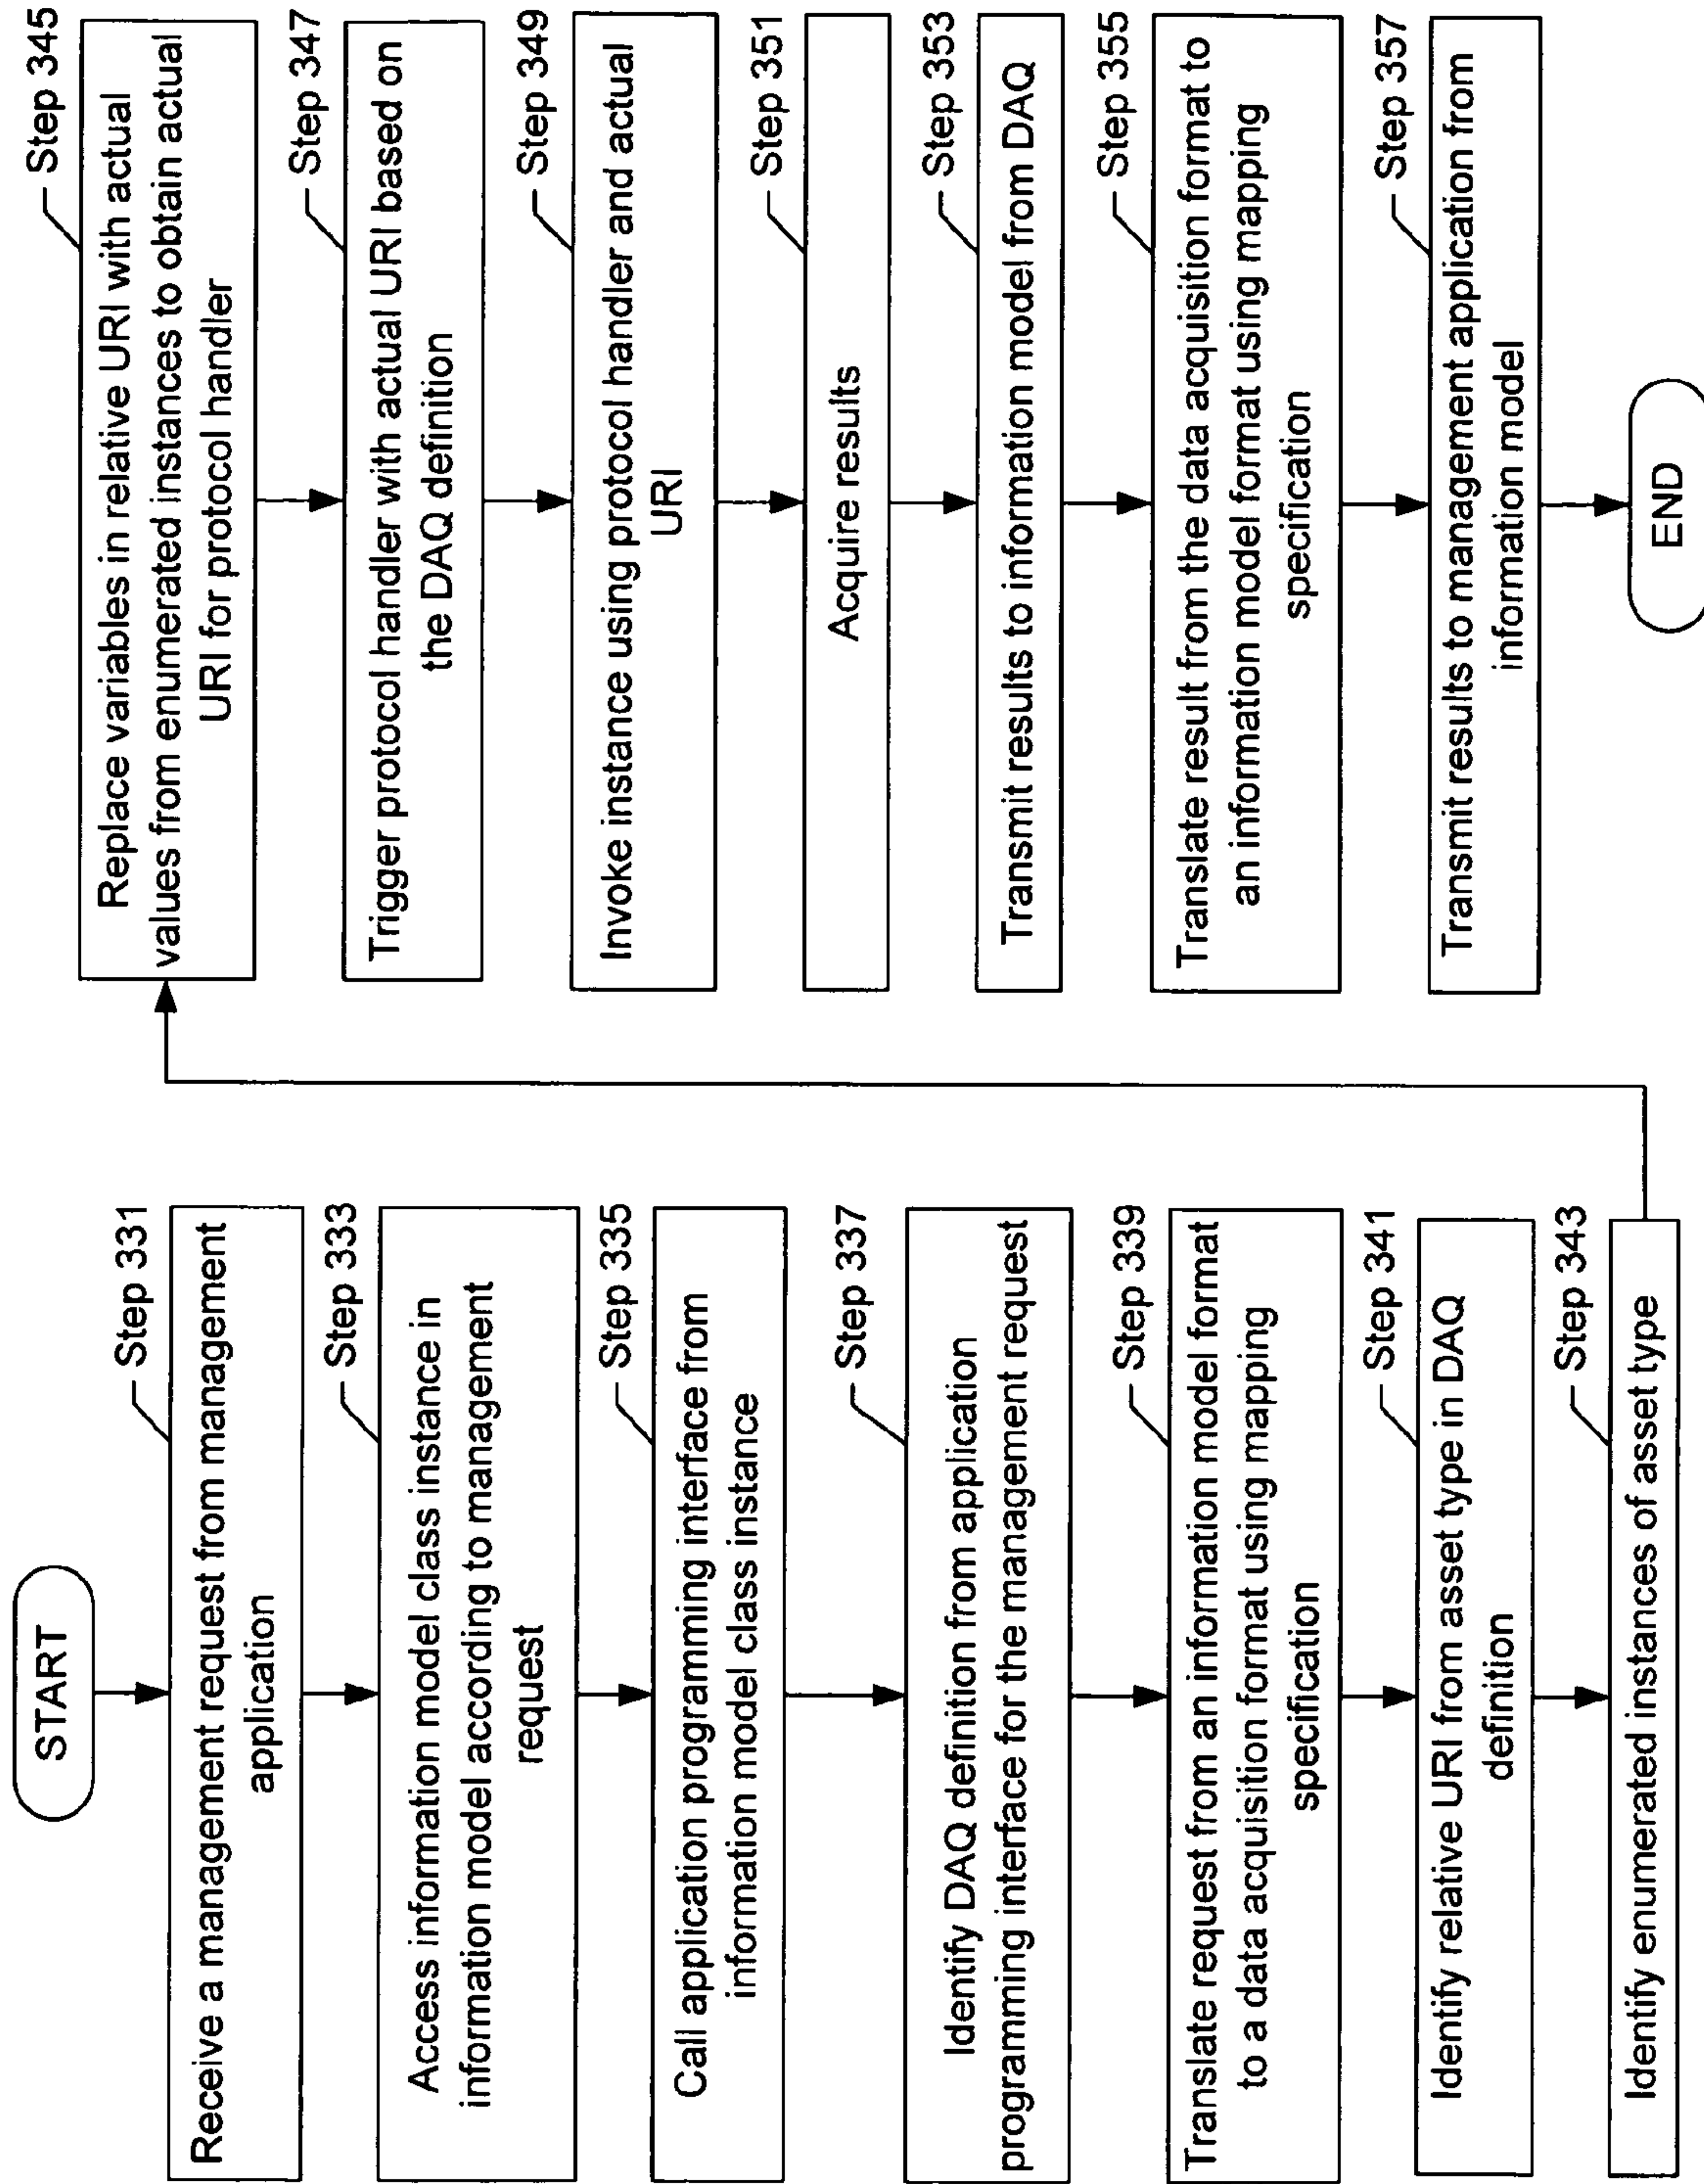 START
Step 331
Receive a management request from management
application
Step 333
Access information model class instance in
information model according to management
request
Step 335
Call application programming interface from
information model class instance
Step 337
Identify DAQ definition from application
programming interface for the management request
Step 339
Translate request from an information model format
to a data acquisition format using mapping
specification
Step 341
Identify relative URI from asset type in DAQ
definition
Step 343
Identify enumerated instances of asset type
Step 345
Replace variables in relative URI with actual
values from enumerated instances to obtain actual
URI for protocol handler
Step 347
Trigger protocol handler with actual URI based on
the DAQ definition
Step 349
Invoke instance using protocol handler and actual
URI
Step 351
Acquire results
Step 353
Transmit results to information model from DAQ
Step 355
Translate result from the data acquisition format to
an information model format using mapping
specification
Step 357
Transmit results to management application from
information model
END